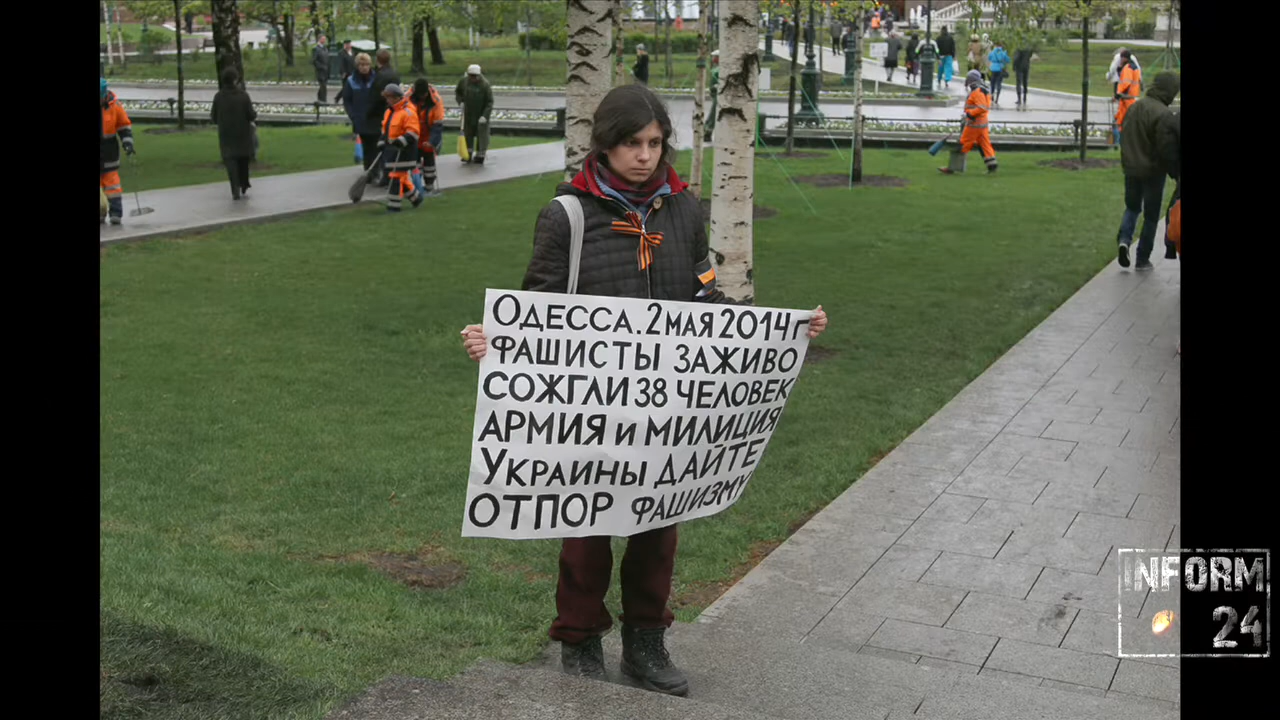 Одесса. 2 мая 2014 г
фашисты заживо
сожгли 38 человек
Армия и милиция
Украины дайте
отпор фашизму
INFORM
24